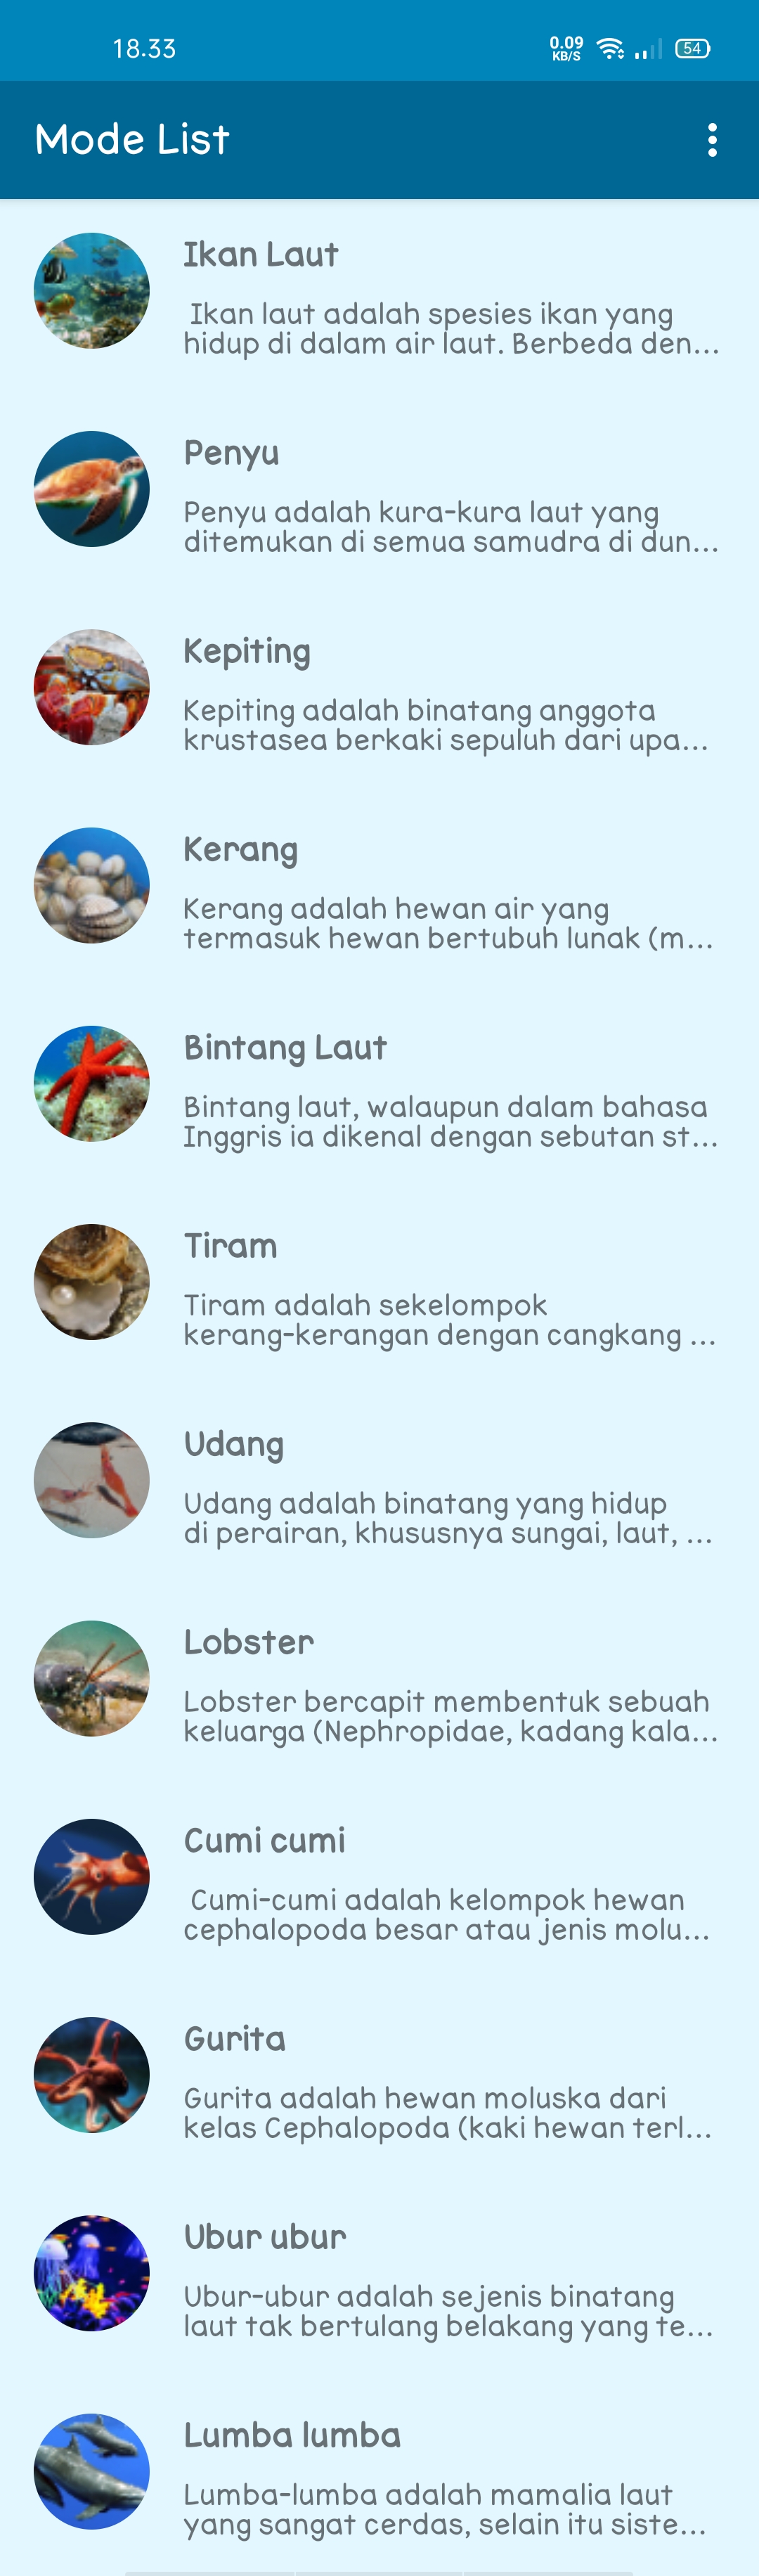 18.33
0.09
KB/S
54
Mode List
Ikan Laut
Ikan laut adalah spesies ikan yang
hidup di dalam air laut. Berbeda den...
Penyu
Penyu adalah kura-kura laut yang
ditemukan di semua samudra di dun...
Kepiting
Kepiting adalah binatang anggota
krustasea berkaki sepuluh dari upa...
Kerang
Kerang adalah hewan air yang
termasuk hewan bertubuh lunak (m...
Bintang Laut
Bintang laut, walaupun dalam bahasa
Inggris ia dikenal dengan sebutan st...
Tiram
Tiram adalah sekelompok
kerang-kerangan dengan cangkang ...
Udang
Udang adalah binatang yang hidup
di perairan, khususnya sungai, laut, ...
Lobster
Lobster bercapit membentuk sebuah
keluarga (Nephropidae, kadang kala...
Cumi cumi
Cumi-cumi adalah kelompok hewan
cephalopoda besar atau jenis molu...
Gurita
Gurita adalah hewan moluska dari
kelas Cephalopoda (kaki hewan terl...
Ubur ubur
Ubur-ubur adalah sejenis binatang
laut tak bertulang belakang yang te...
Lumba lumba
Lumba-lumba adalah mamalia laut
yang sangat cerdas, selain itu siste...